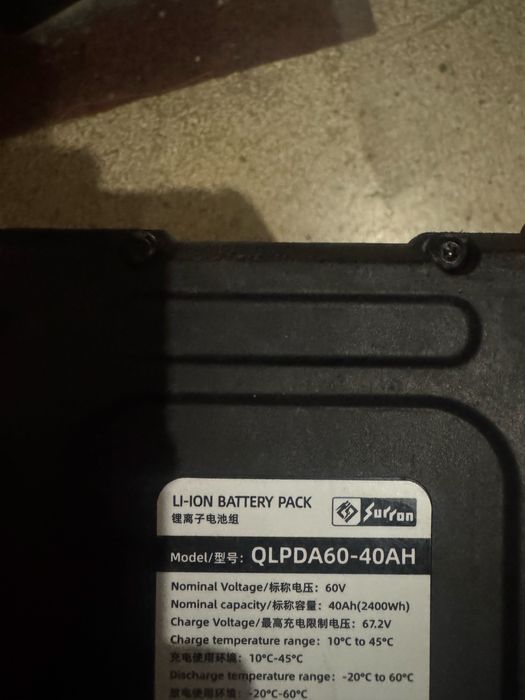 LI-ION BATTERY PACK
锂离子电池组
Surron
Model/型号: QLPDA60-40AH
Nominal Voltage/标称电压: 60V
Nominal capacity/标称容量: 40Ah(2400Wh)
Charge Voltage/最高充电限制电压: 67.2V
Charge temperature range: 10°C to 45°C
充电使用环境: 10°C-45°C
Discharge temperature range: -20°C to 60°C
放电使用环境: -20°C-60°C